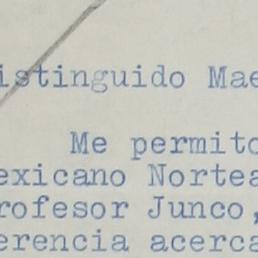 istinguido Mae
Me permito
exicano Nortea
rofesor Junco,
erencia acerca